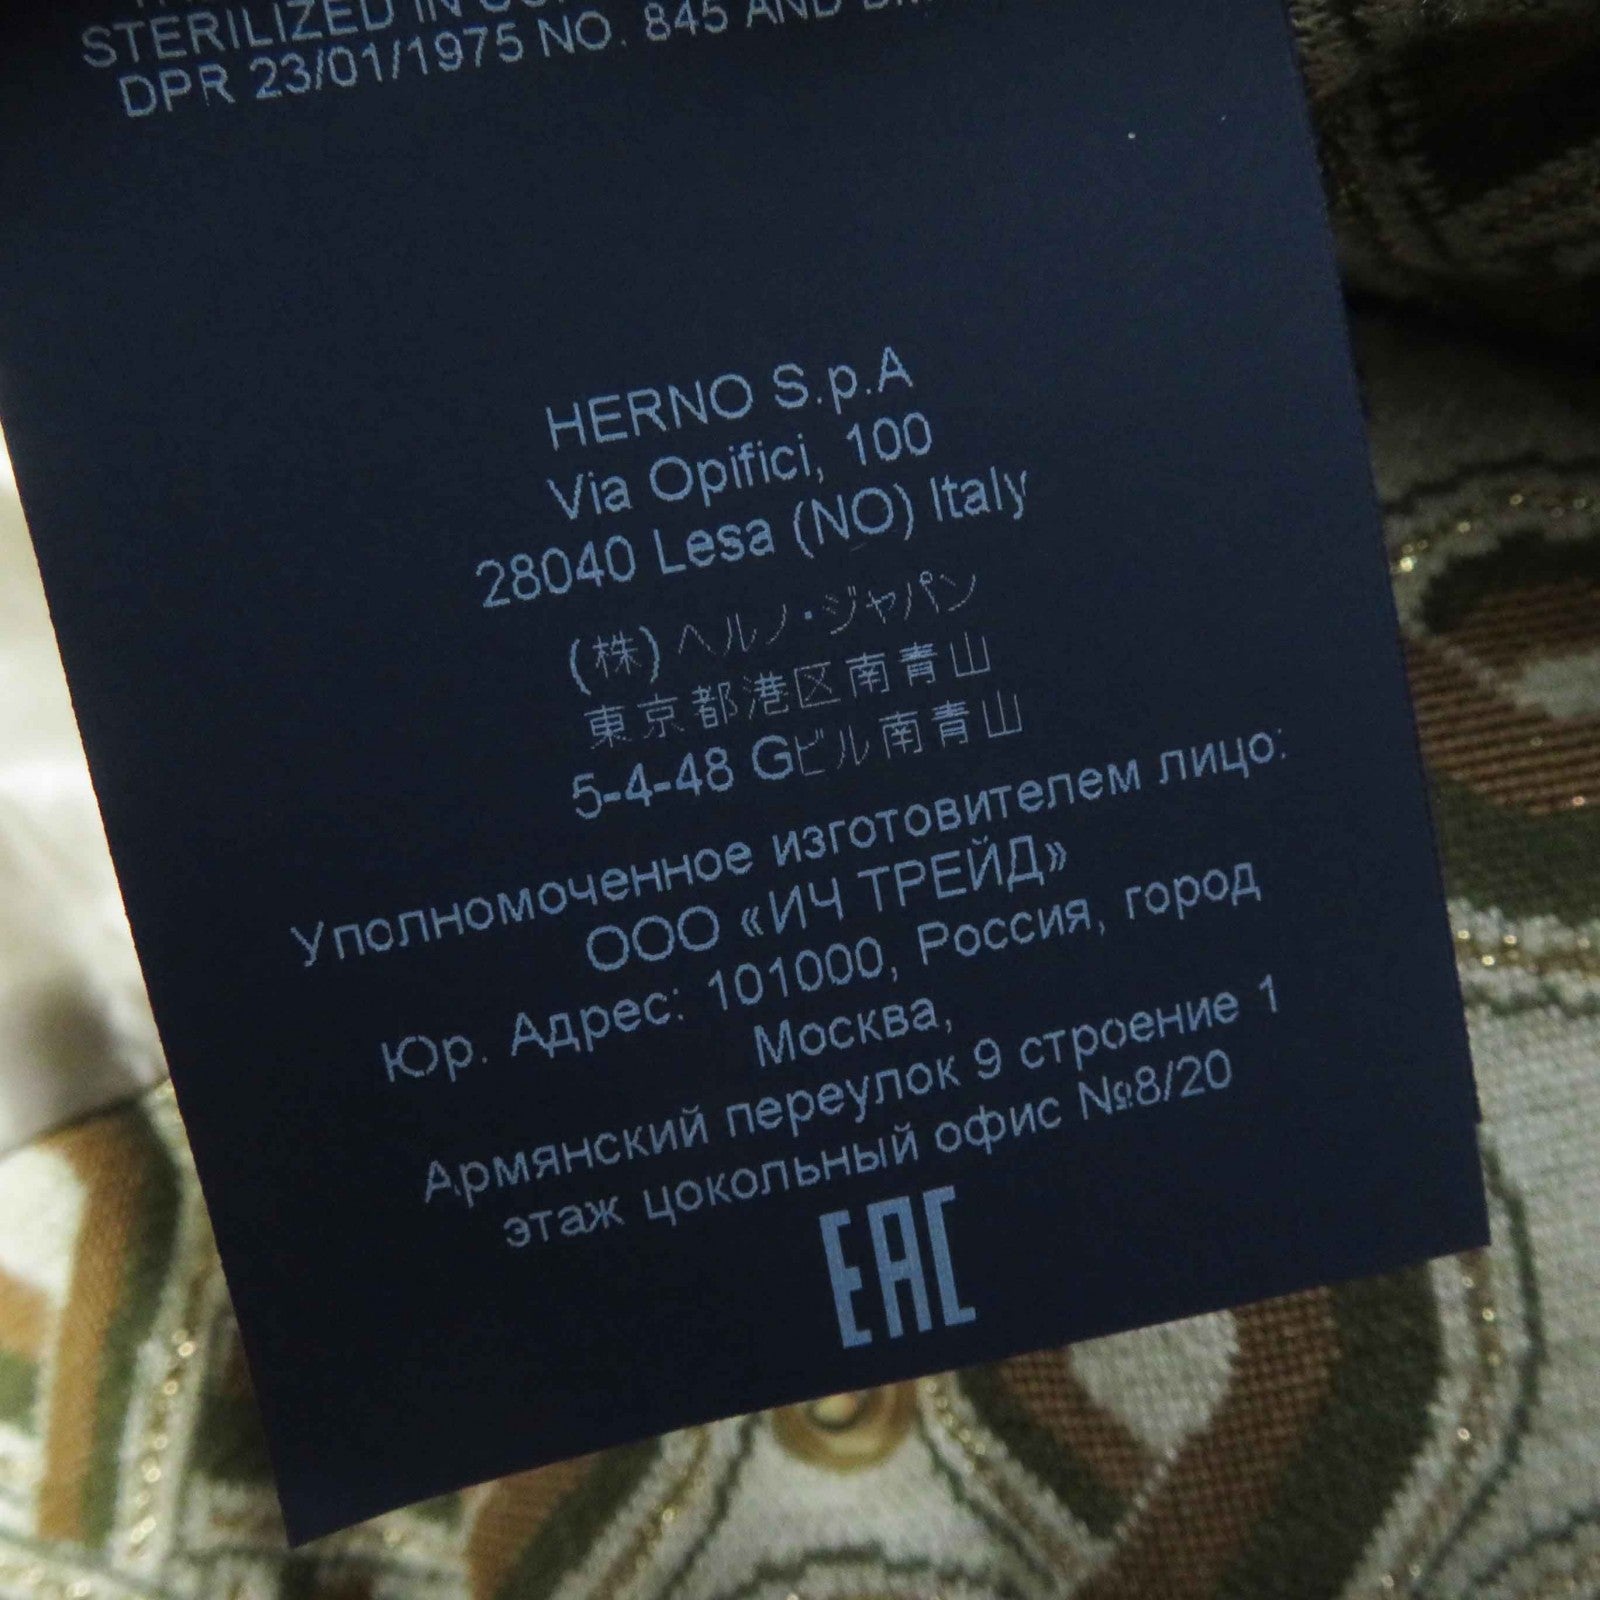 STERILIZED IN
DPR 23/01/1975 NO. 845 AND
HERNO S.p.A
Via Opifici, 100
28040 Lesa (NO) Italy
(株)ヘルノ・ジャパン
東京都港区南青山
5-4-48 Gビル南青山
Уполномоченное изготовителем лицо:
ООО «ИЧ ТРЕЙД»
Юр. Адрес: 101000, Россия, город
Москва,
Армянский переулок 9 строение 1
этаж цокольный офис №8/20
EAC